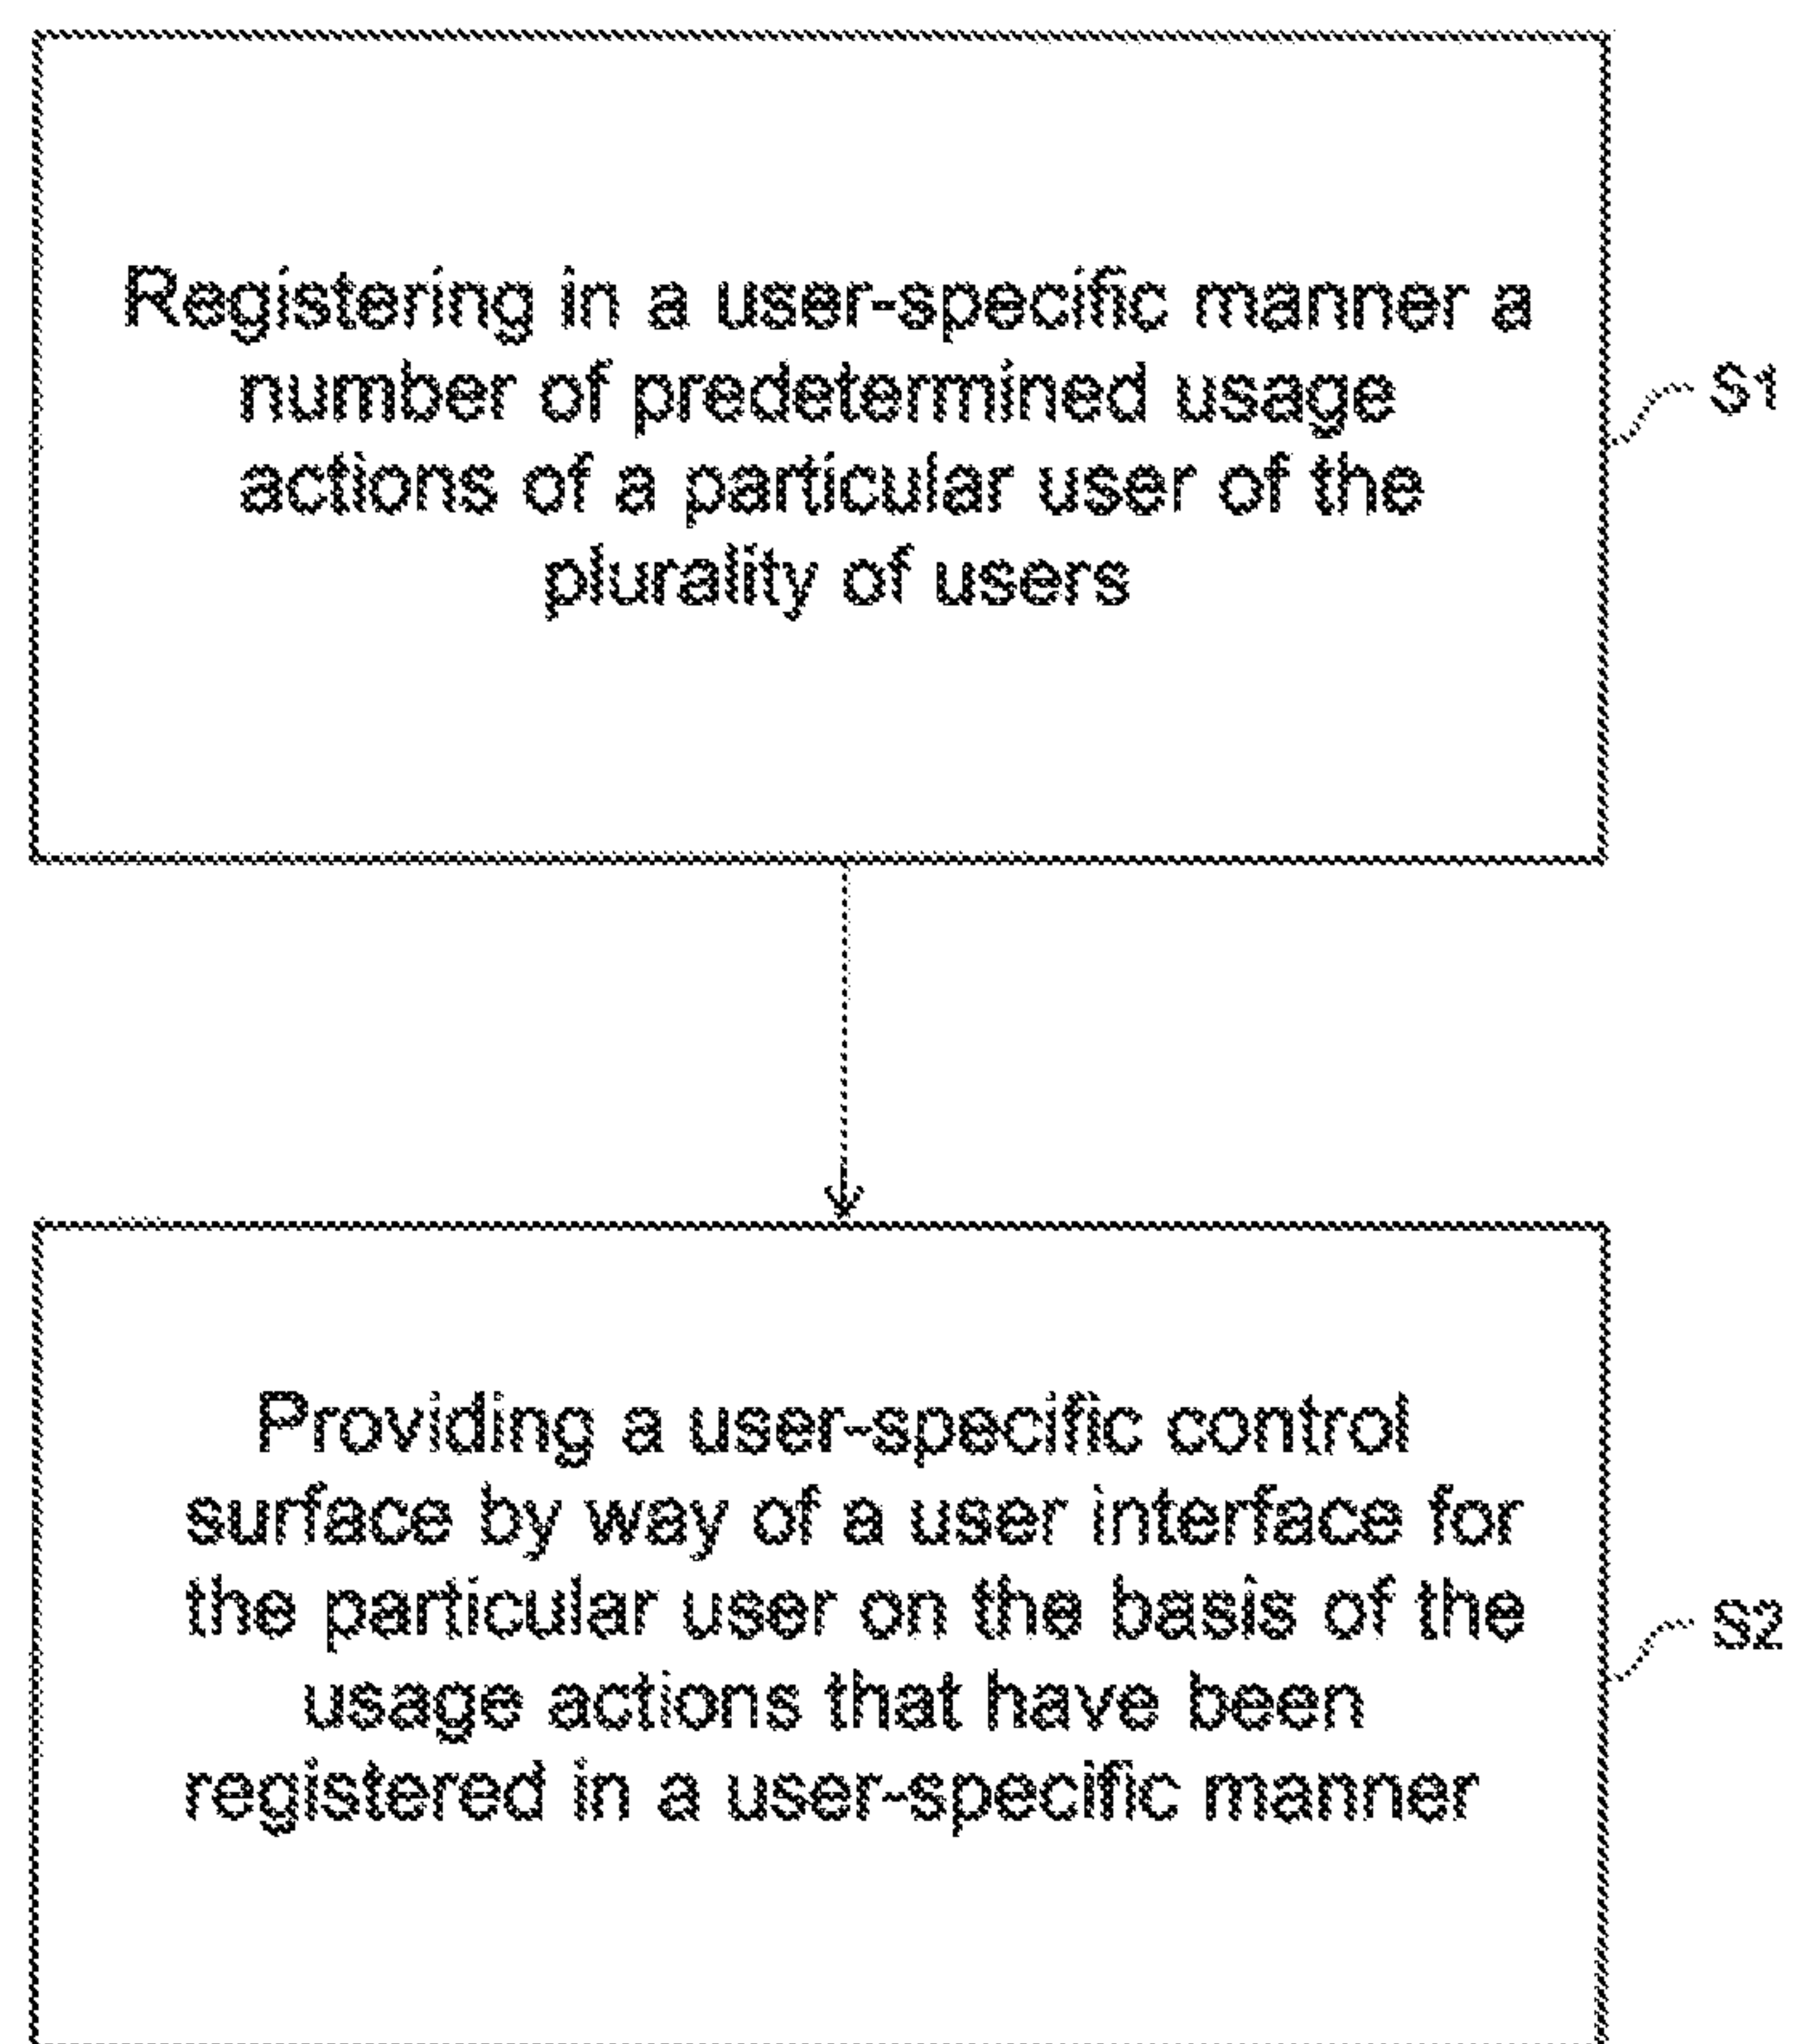 Registering in a user-specific manner a
number of predetermined usage
actions of a particular user of the
plurality of users
S1
Providing a user-specific control
surface by way of a user interface for
the particular user on the basis of the
usage actions that have been
registered in a user-specific manner
S2